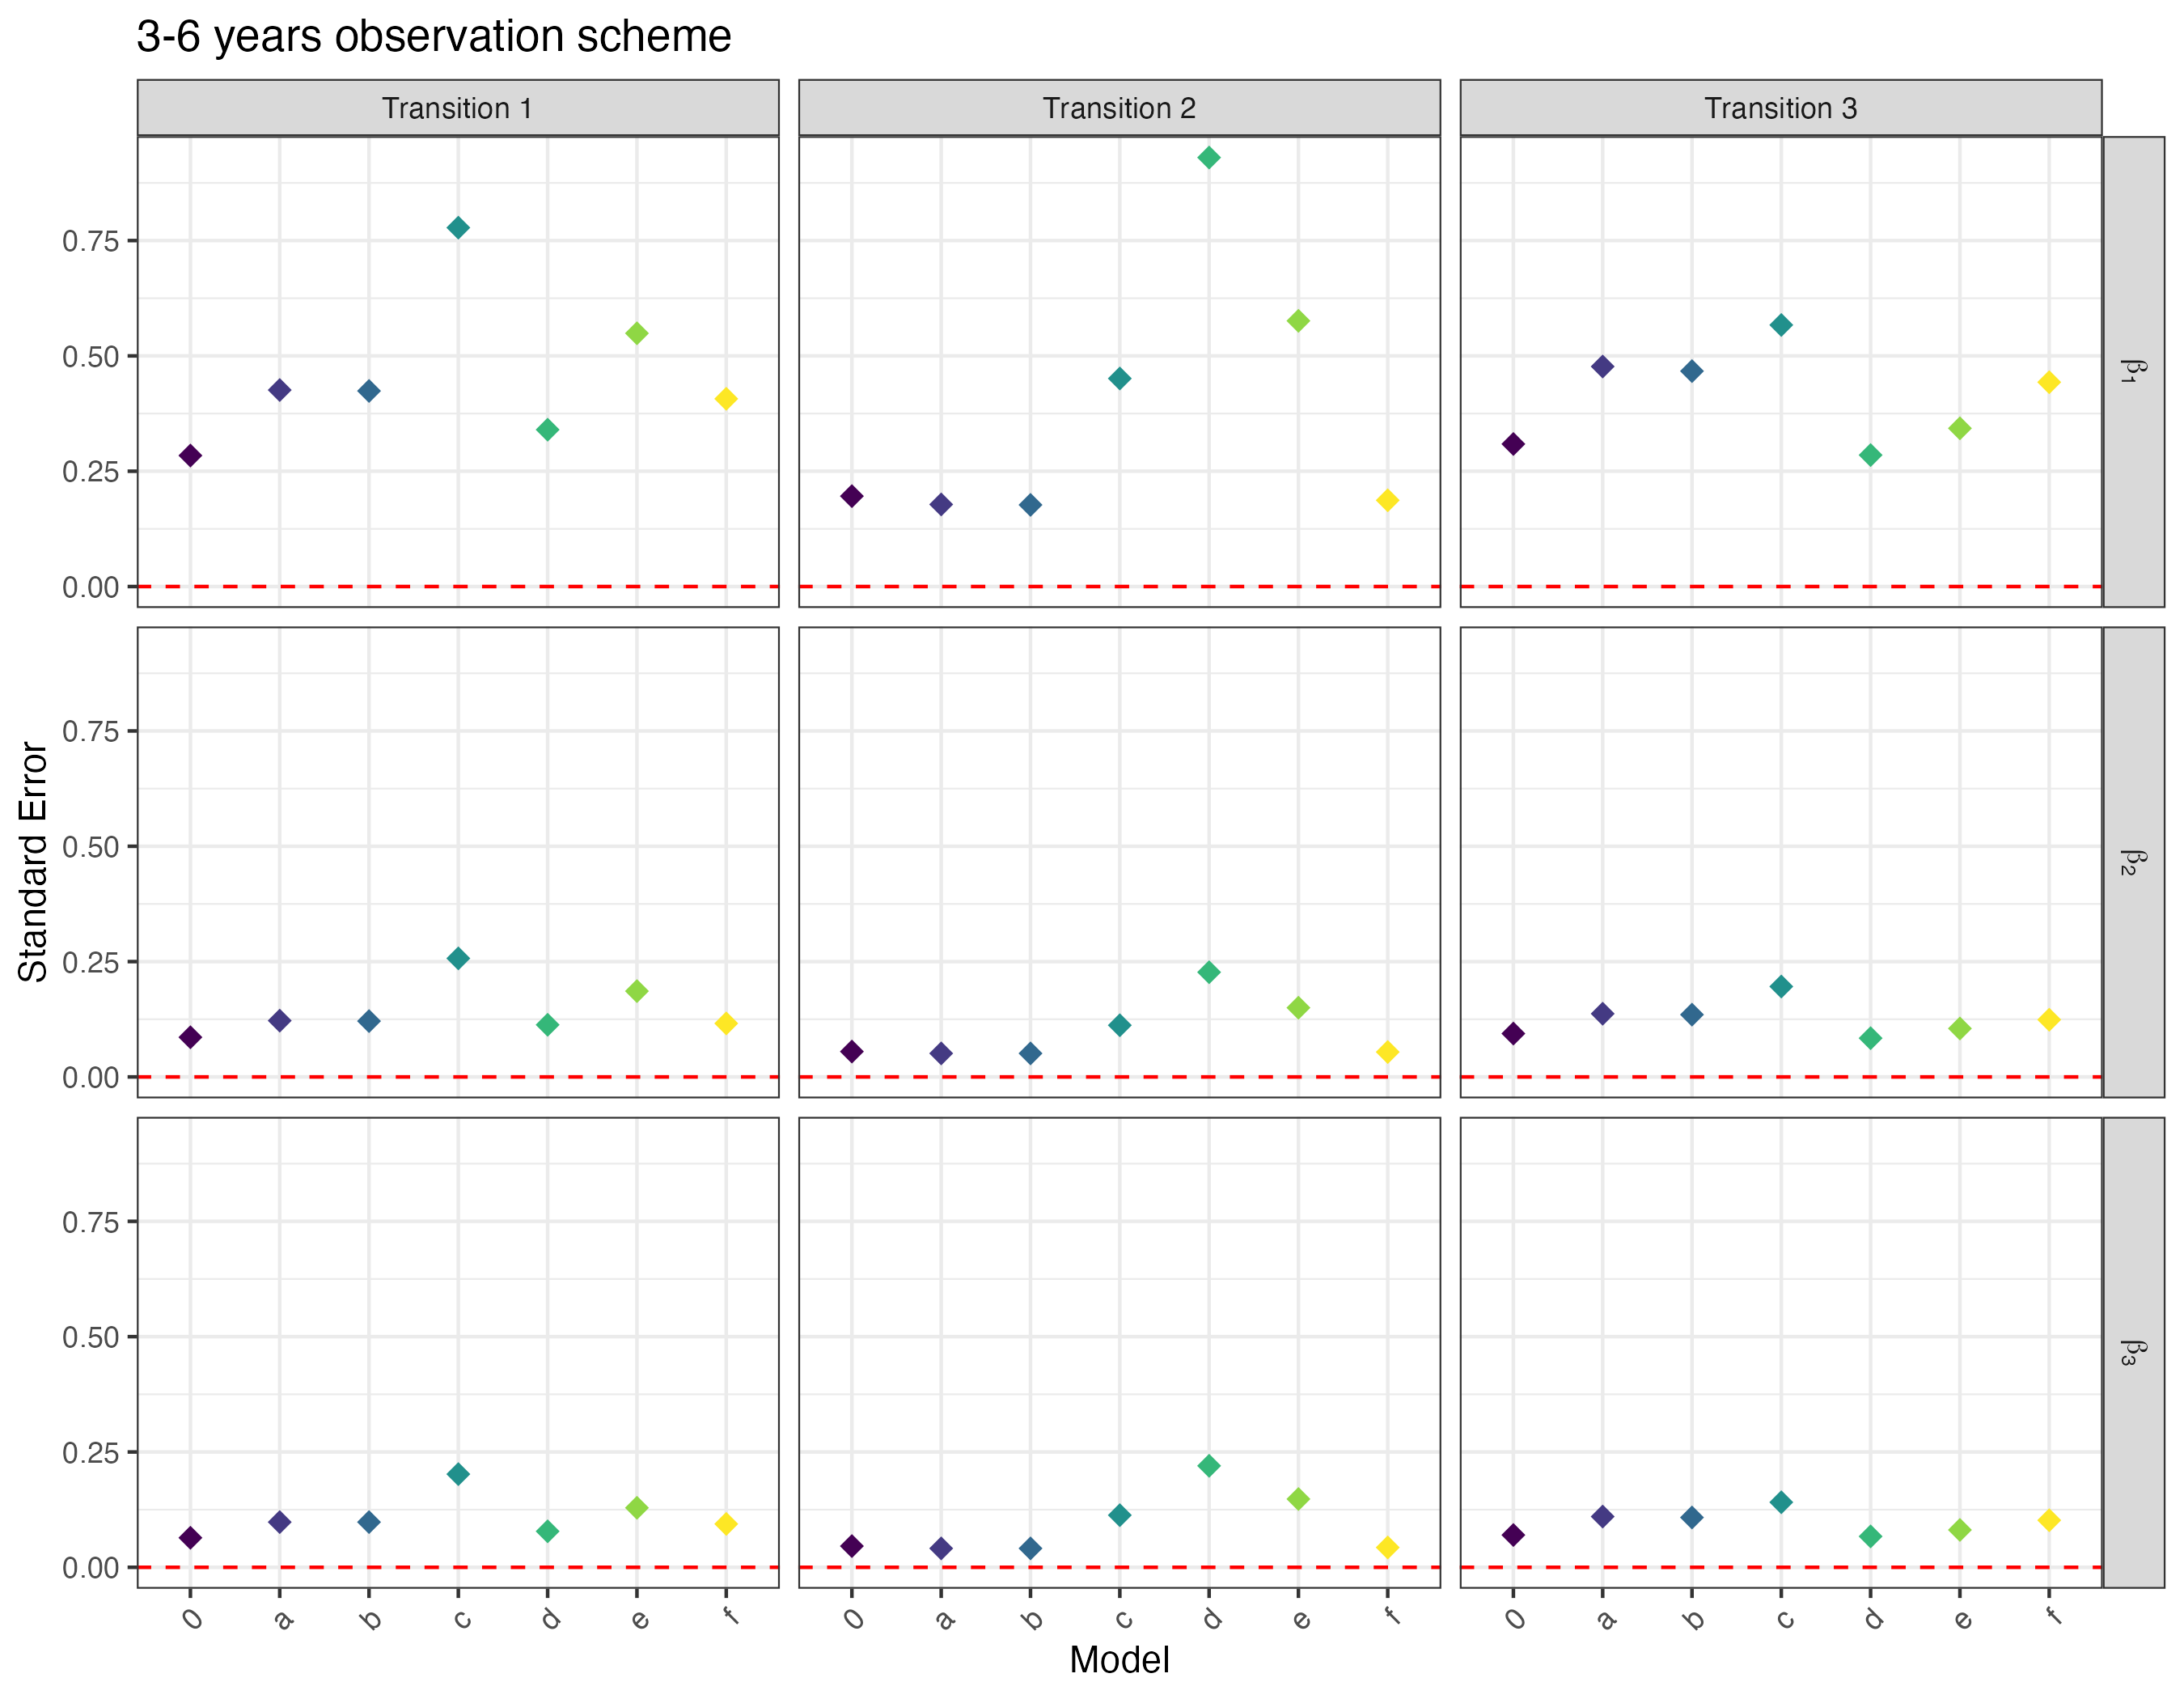 3-6 years observation scheme
Transition 1
Transition 2
Transition 3
0.75
0.50
0.25
0.00
β1
0.75
0.50
0.25
0.00
β2
0.75
0.50
0.25
0.00
β3
Standard Error
0 a b c d e f
0 a b c d e f
0 a b c d e f
Model